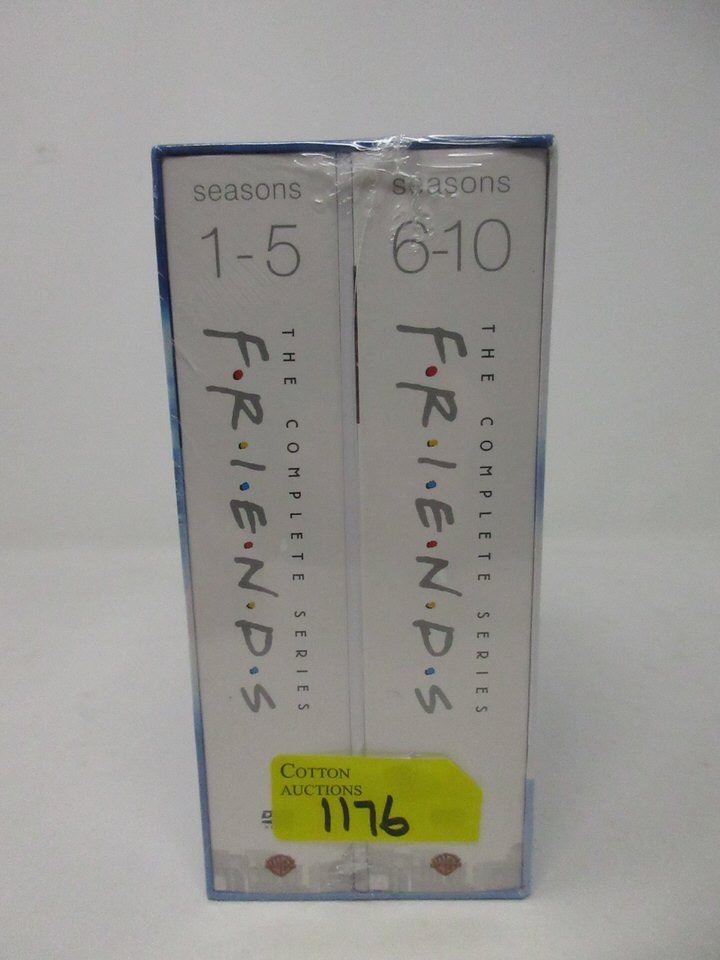 seasons
1-5
THE COMPLETE SERIES
F·R·I·E·N·D·S
seasons
6-10
THE COMPLETE SERIES
F·R·I·E·N·D·S
COTTON
AUCTIONS
1176